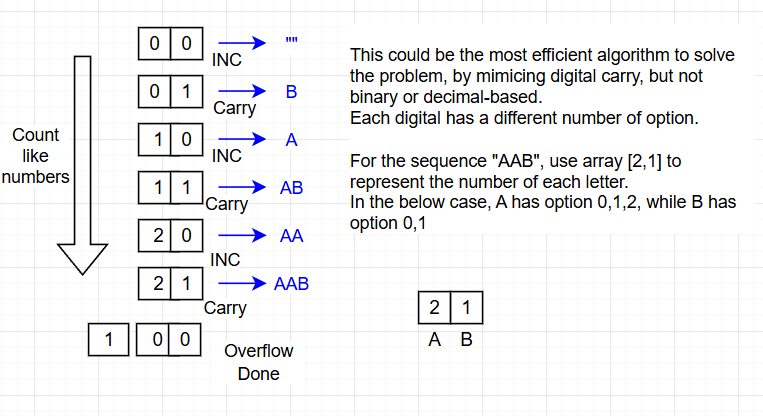 0 0 ""
INC
0 1 B
Carry
1 0 A
INC
1 1 AB
Carry
2 0 AA
INC
2 1 AAB
Carry
1 0 0
Overflow
Done
Count
like
numbers
This could be the most efficient algorithm to solve
the problem, by mimicing digital carry, but not
binary or decimal-based.
Each digital has a different number of option.
For the sequence "AAB", use array [2,1] to
represent the number of each letter.
In the below case, A has option 0,1,2, while B has
option 0,1
2 1
A B